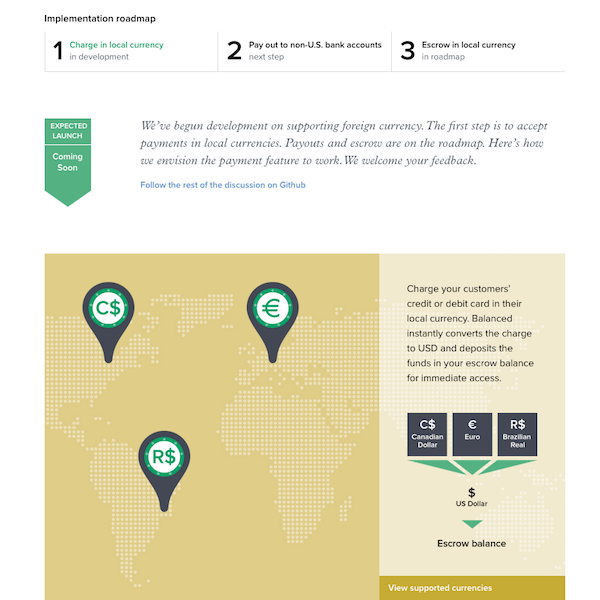 Implementation roadmap
1 Charge in local currency
in development
2 Pay out to non-U.S. bank accounts
next step
3 Escrow in local currency
in roadmap
EXPECTED
LAUNCH
Coming
Soon
We've begun development on supporting foreign currency. The first step is to accept
payments in local currencies. Payouts and escrow are on the roadmap. Here's how
we envision the payment feature to work. We welcome your feedback.
Follow the rest of the discussion on Github
C$
€
R$
Charge your customers'
credit or debit card in their
local currency. Balanced
instantly converts the charge
to USD and deposits the
funds in your escrow balance
for immediate access.
C$
Canadian
Dollar
€
Euro
R$
Brazilian
Real
$
US Dollar
Escrow balance
View supported currencies